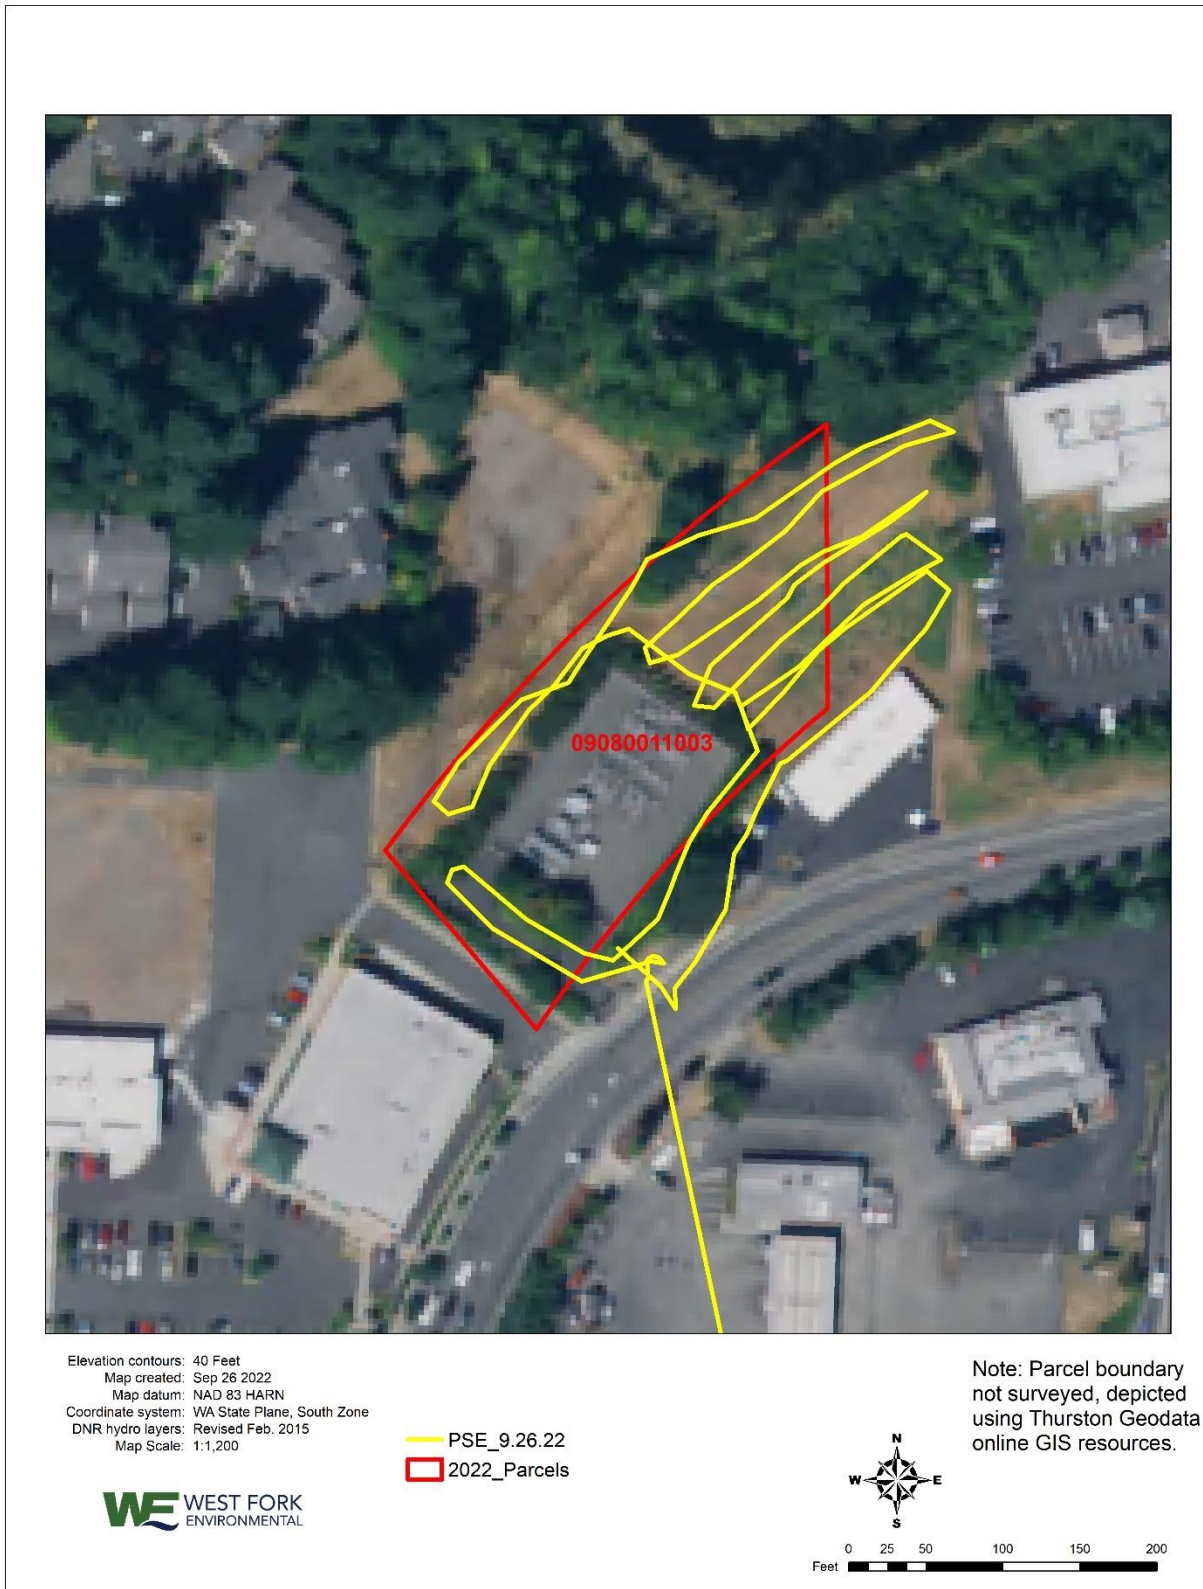 09080011003
Elevation contours: 40 Feet
Map created: Sep 26 2022
Map datum: NAD 83 HARN
Coordinate system: WA State Plane, South Zone
DNR hydro layers: Revised Feb. 2015
Map Scale: 1:1,200
WF WEST FORK
ENVIRONMENTAL
PSE_9.26.22
2022_Parcels
Note: Parcel boundary
not surveyed, depicted
using Thurston Geodata
online GIS resources.
N
W E
S
0 25 50 100 150 200
Feet